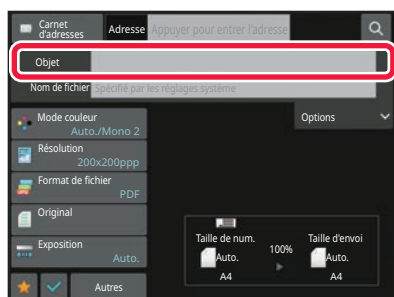 Carnet
d'adresses
Adresse Appuyer pour entrer l'adresse
Objet
Nom de fichier Spécifié par les réglages système
Mode couleur
Auto./Mono 2
Options
Résolution
200x200ppp
Format de fichier
PDF
Original
Exposition
Auto.
Taille de num.
Auto.
A4
100%
Taille d'envoi
Auto.
A4
Autres